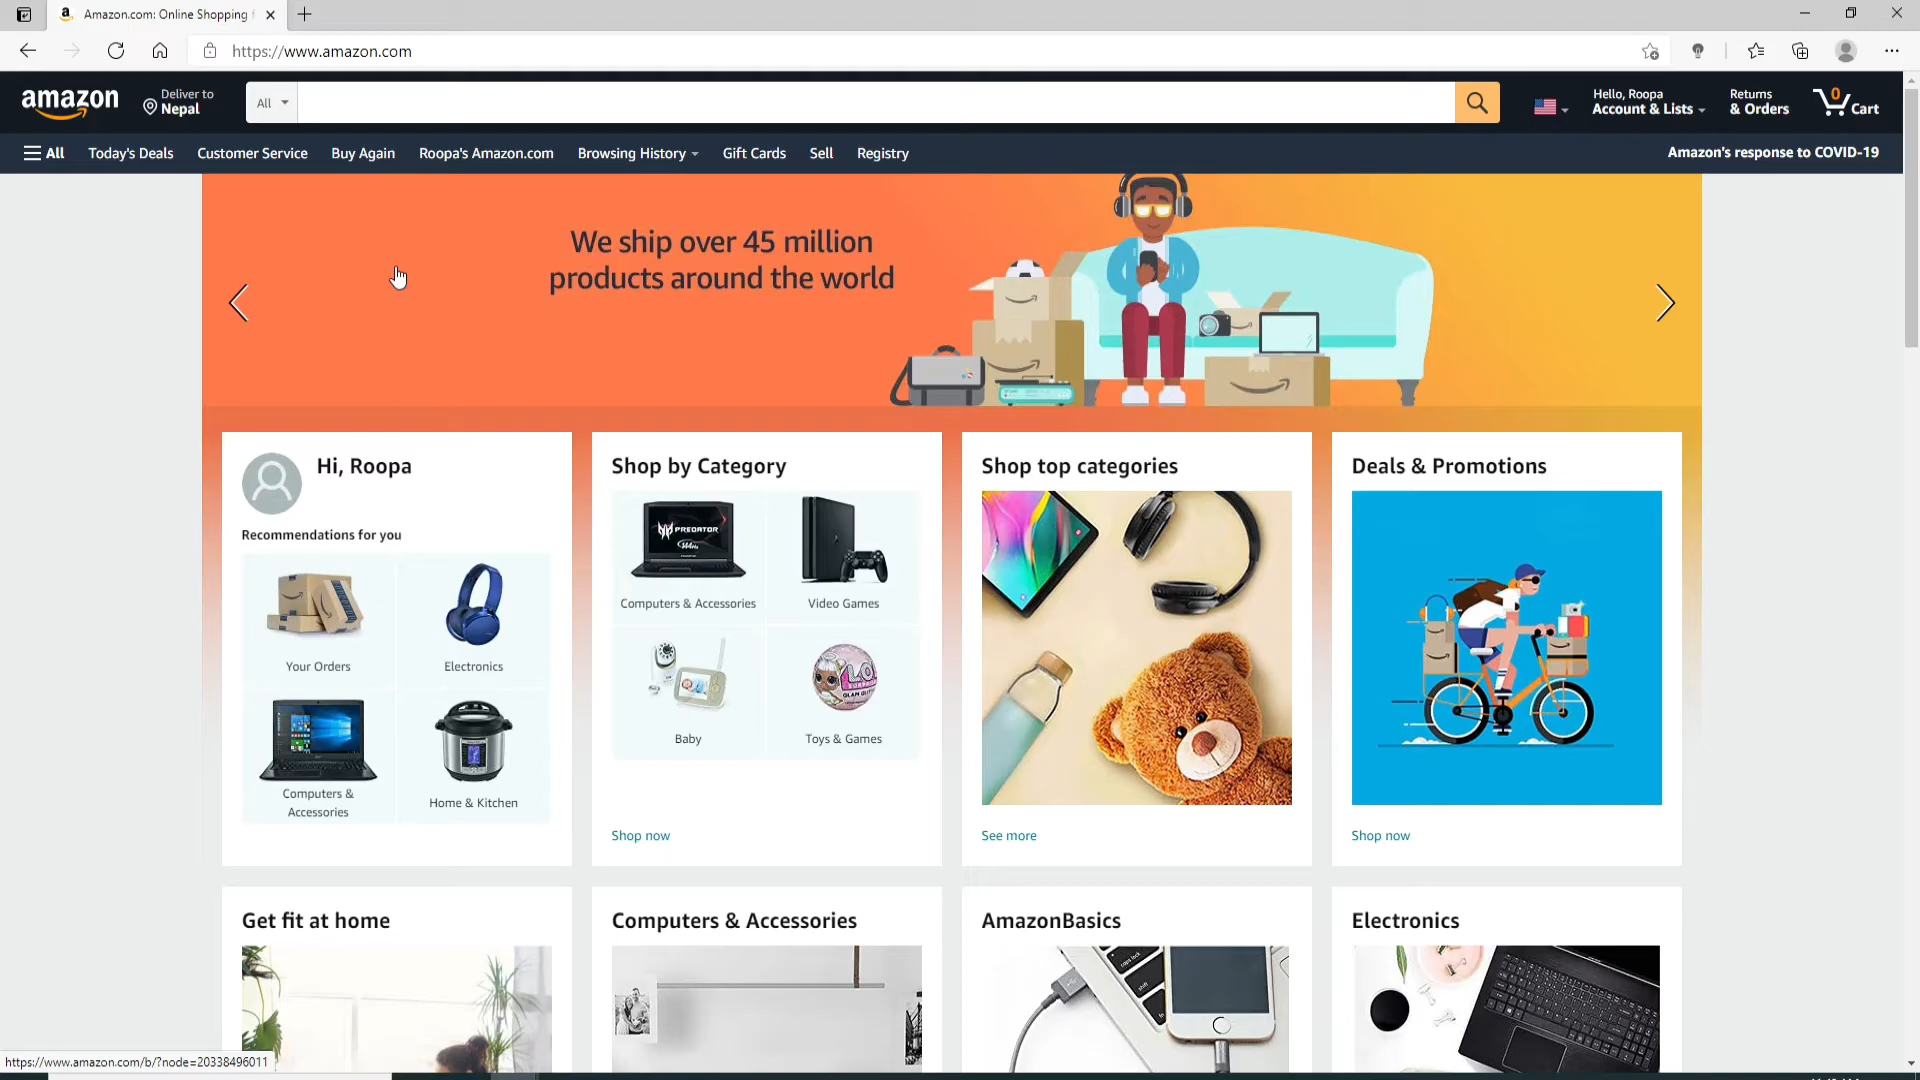 Amazon.com: Online Shopping f
https://www.amazon.com
amazon
Deliver to
Nepal
All
Hello, Roopa
Account & Lists
Returns
& Orders
0
Cart
All
Today's Deals
Customer Service
Buy Again
Roopa's Amazon.com
Browsing History
Gift Cards
Sell
Registry
Amazon's response to COVID-19
We ship over 45 million
products around the world
Hi, Roopa
Recommendations for you
Your Orders
Electronics
Computers &
Accessories
Home & Kitchen
Shop by Category
PREDATOR
144Hz
Computers & Accessories
Video Games
Baby
Toys & Games
Shop now
Shop top categories
See more
Deals & Promotions
Shop now
Get fit at home
Computers & Accessories
AmazonBasics
caps lock
shift
Electronics
https://www.amazon.com/b/?node=20338496011